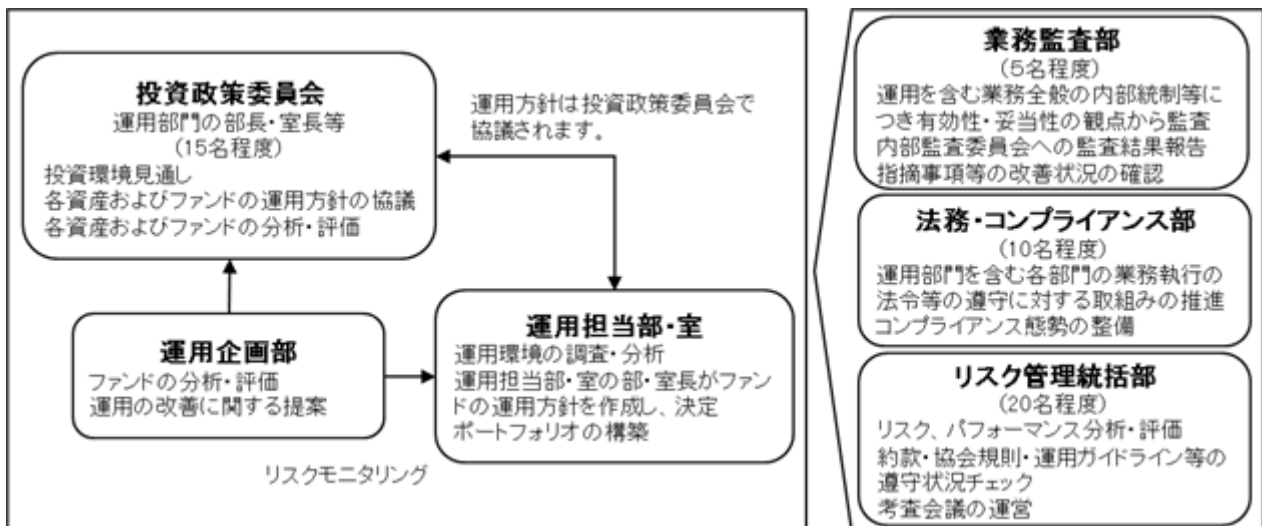 投資政策委員会
運用部門の部長・室長等
(15名程度)
投資環境見通し
各資産およびファンドの運用方針の協議
各資産およびファンドの分析・評価
運用方針は投資政策委員会で
協議されます。
運用企画部
ファンドの分析・評価
運用の改善に関する提案
運用担当部・室
運用環境の調査・分析
運用担当部・室の部・室長がファン
ドの運用方針を作成し、決定
ポートフォリオの構築
リスクモニタリング
業務監査部
(5名程度)
運用を含む業務全般の内部統制等に
つき有効性・妥当性の観点から監査
内部監査委員会への監査結果報告
指摘事項等の改善状況の確認
法務・コンプライアンス部
(10名程度)
運用部門を含む各部門の業務執行の
法令等の遵守に対する取組みの推進
コンプライアンス態勢の整備
リスク管理統括部
(20名程度)
リスク、パフォーマンス分析・評価
約款・協会規則・運用ガイドライン等の
遵守状況チェック
考査会議の運営